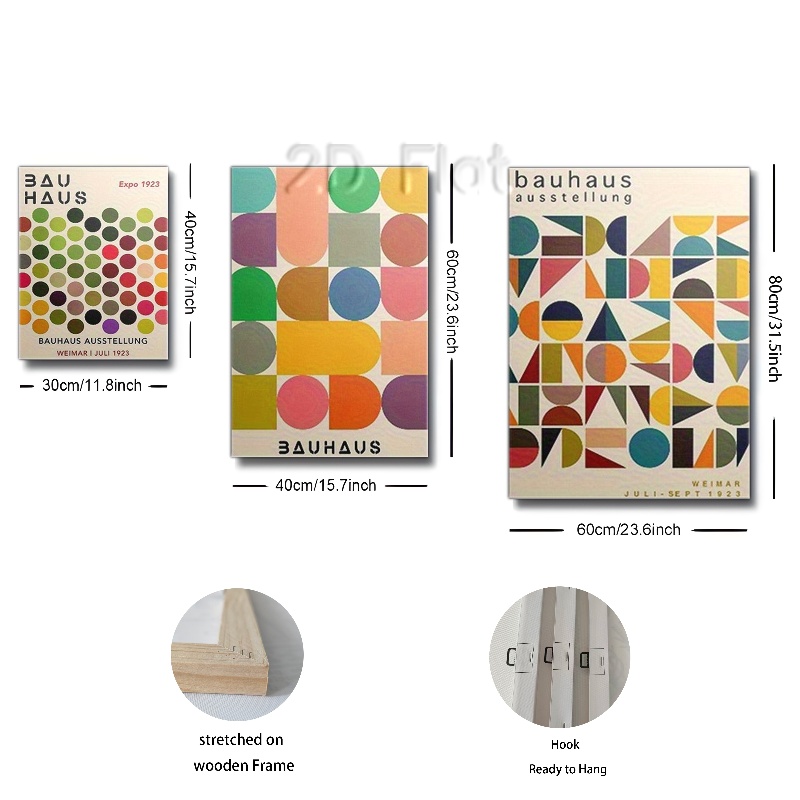 2D Flat
BAU
HAUS
Expo 1923
BAUHAUS AUSSTELLUNG
WEIMAR I JULI 1923
40cm/15.7inch
30cm/11.8inch
BAUHAUS
60cm/23.6inch
40cm/15.7inch
bauhaus
ausstellung
WEIMAR
JULI-SEPT 1923
80cm/31.5inch
60cm/23.6inch
stretched on
wooden Frame
Hook
Ready to Hang